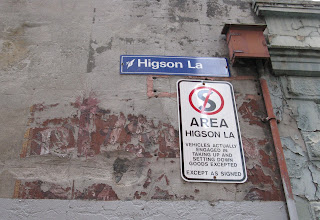 Higson La
S
AREA
HIGSON LA
VEHICLES ACTUALLY
ENGAGED IN
TAKING UP AND
SETTING DOWN
GOODS EXCEPTED
EXCEPT AS SIGNED